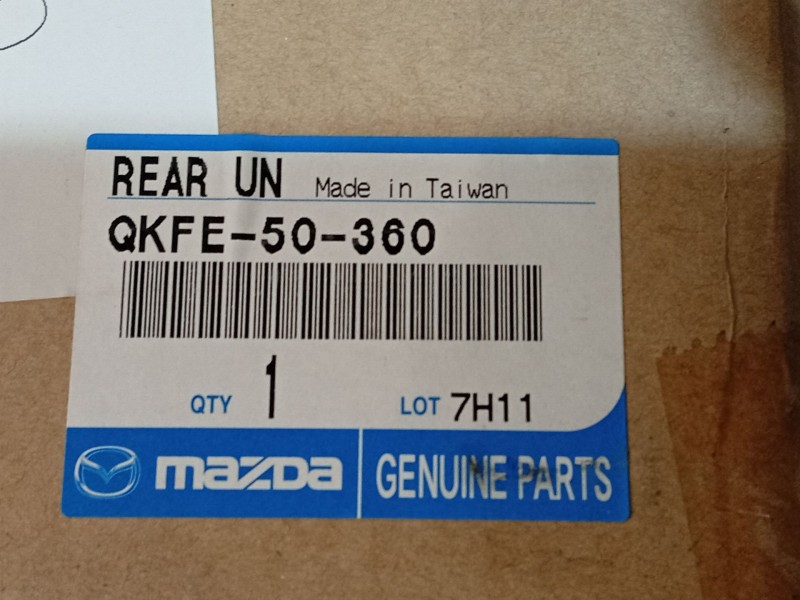 REAR UN Made in Taiwan
QKFE-50-360
QTY 1 LOT 7H11
mazda GENUINE PARTS